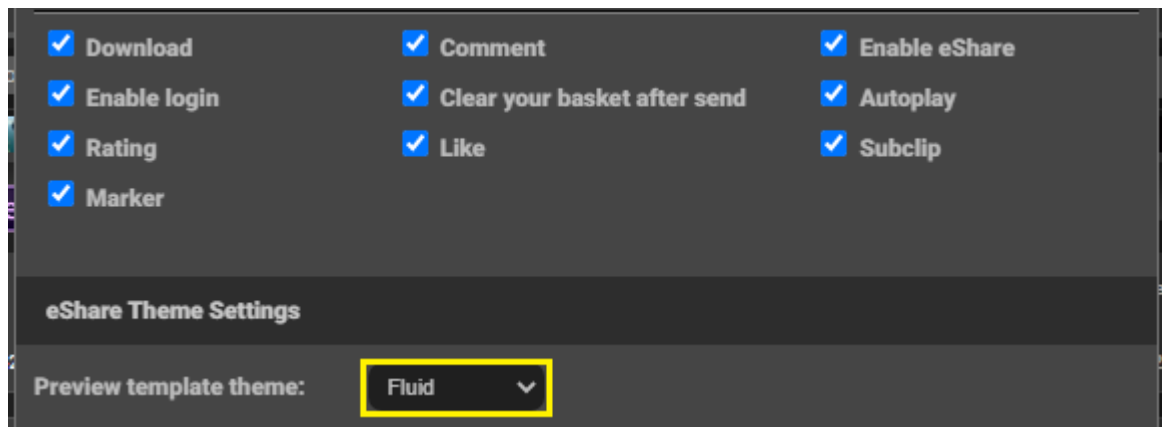 Download Comment Enable eShare
Enable login Clear your basket after send Autoplay
Rating Like Subclip
Marker
eShare Theme Settings
Preview template theme: Fluid